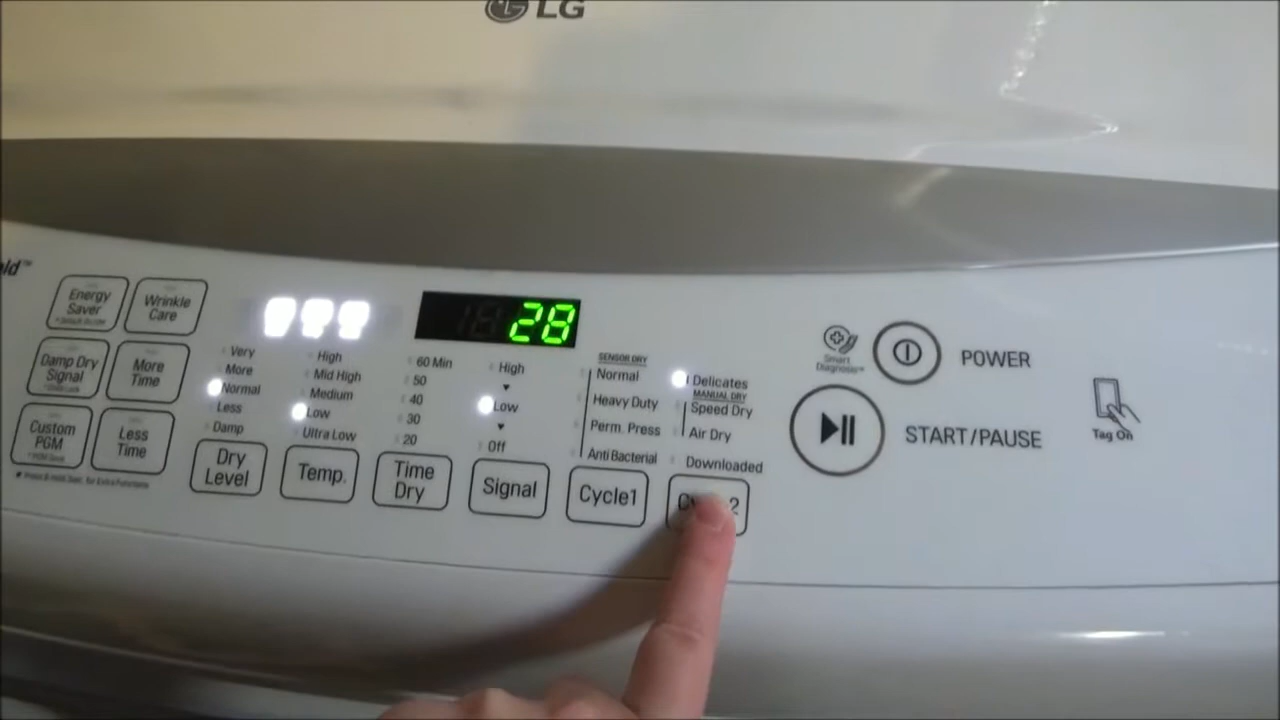 LG
Energy
Saver
Wrinkle
Care
Damp Dry
Signal
More
Time
Custom
PGM
Less
Time
Very
More
Normal
Less
Damp
Dry
Level
High
Mid High
Medium
Low
Ultra Low
Temp.
28
60 Min
50
40
30
20
Time
Dry
High
Low
Off
Signal
SENSOR DRY
Normal
Heavy Duty
Perm. Press
Anti Bacterial
Cycle1
Delicates
MANUAL DRY
Speed Dry
Air Dry
Downloaded
2
Smart
Diagnosis™
POWER
START/PAUSE
Tag On